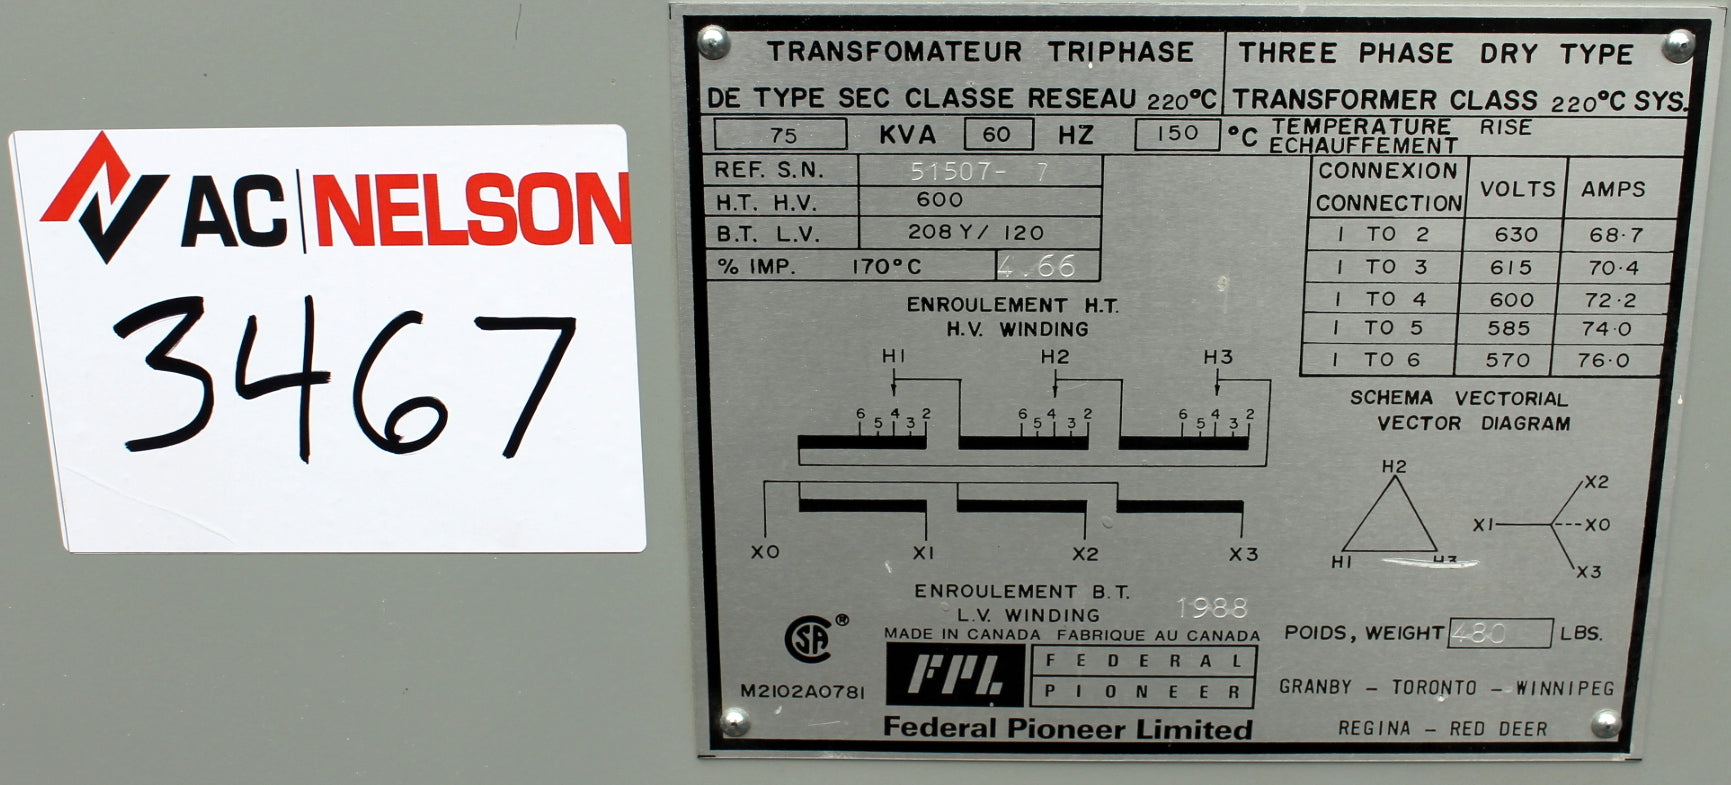 AC|NELSON
3467
TRANSFOMATEUR TRIPHASE
DE TYPE SEC CLASSE RESEAU 220°C
THREE PHASE DRY TYPE
TRANSFORMER CLASS 220°C SYS.
75 KVA 60 HZ 150 °C TEMPERATURE RISE
ECHAUFFEMENT
REF. S.N. 51507- 7
H.T. H.V. 600
B.T. L.V. 208Y/120
% IMP. 170°C 4.66
CONNEXION
CONNECTION VOLTS AMPS
1 TO 2 630 68·7
1 TO 3 615 70·4
1 TO 4 600 72·2
1 TO 5 585 74·0
1 TO 6 570 76·0
ENROULEMENT H.T.
H.V. WINDING
H1 H2 H3
6 5 4 3 2 6 5 4 3 2 6 5 4 3 2
X0 X1 X2 X3
ENROULEMENT B.T.
L.V. WINDING 1988
SCHEMA VECTORIAL
VECTOR DIAGRAM
H2
H1 H3
X2
X1 X0
X3
MADE IN CANADA FABRIQUE AU CANADA
POIDS, WEIGHT 480 LBS.
SA ®
M2102A0781
FPL FEDERAL
PIONEER
Federal Pioneer Limited
GRANBY - TORONTO - WINNIPEG
REGINA - RED DEER